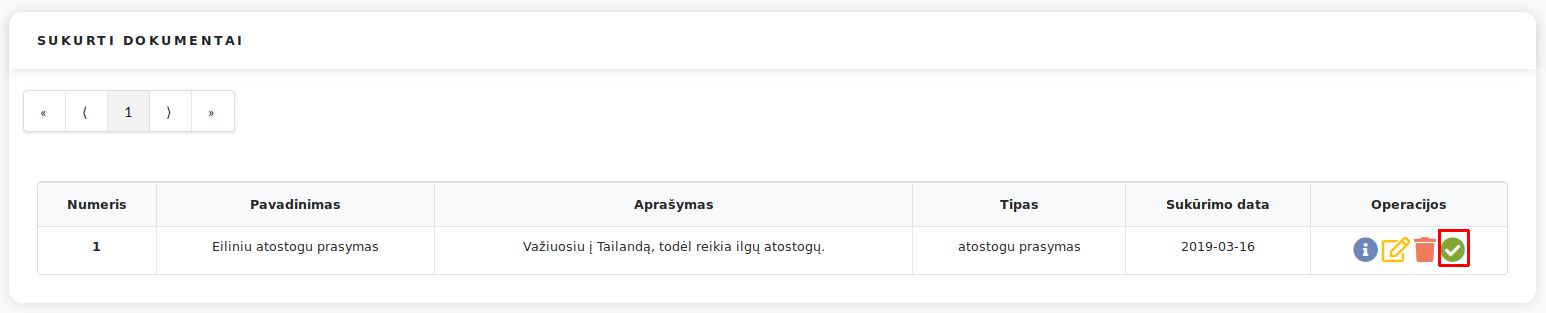 SUKURTI DOKUMENTAI
« ⟨ 1 ⟩ »
Numeris Pavadinimas Aprašymas Tipas Sukūrimo data Operacijos
1 Eiliniu atostogu prasymas Važiuosiu į Tailandą, todėl reikia ilgų atostogų. atostogu prasymas 2019-03-16